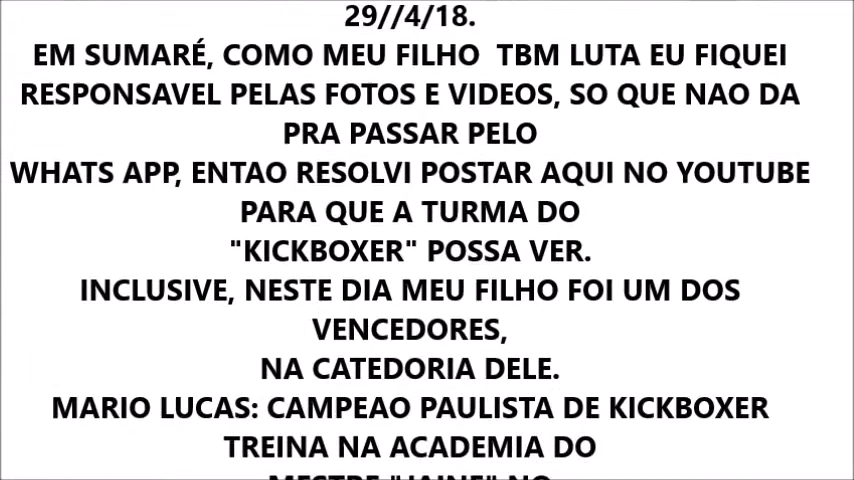 29//4/18.
EM SUMARÉ, COMO MEU FILHO TBM LUTA EU FIQUEI
RESPONSAVEL PELAS FOTOS E VIDEOS, SO QUE NAO DA
PRA PASSAR PELO
WHATS APP, ENTAO RESOLVI POSTAR AQUI NO YOUTUBE
PARA QUE A TURMA DO
"KICKBOXER" POSSA VER.
INCLUSIVE, NESTE DIA MEU FILHO FOI UM DOS
VENCEDORES,
NA CATEDORIA DELE.
MARIO LUCAS: CAMPEAO PAULISTA DE KICKBOXER
TREINA NA ACADEMIA DO
MESTRE "JAINE" NO